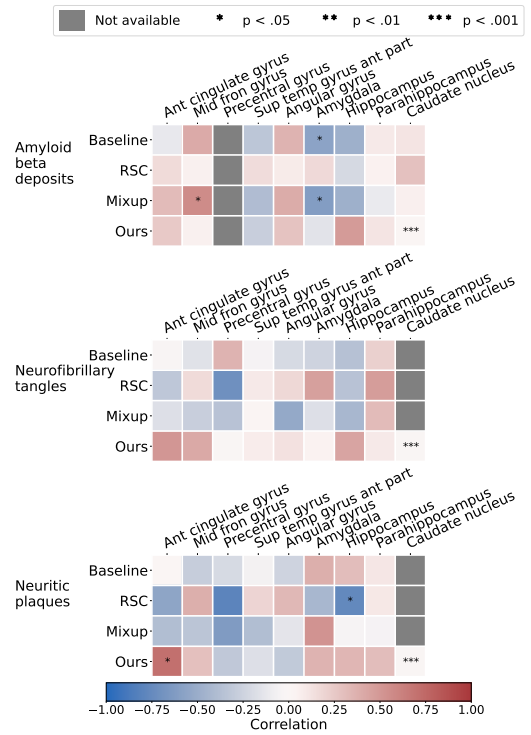 Not available * p < .05 ** p < .01 *** p < .001
Ant cingulate gyrus
Mid fron gyrus
Precentral gyrus
Sup temp gyrus ant part
Angular gyrus
Amygdala
Hippocampus
Parahippocampus
Caudate nucleus
Amyloid
beta
deposits
Baseline *
RSC
Mixup * *
Ours ***
Ant cingulate gyrus
Mid fron gyrus
Precentral gyrus
Sup temp gyrus ant part
Angular gyrus
Amygdala
Hippocampus
Parahippocampus
Caudate nucleus
Neurofibrillary
tangles
Baseline
RSC
Mixup
Ours ***
Ant cingulate gyrus
Mid fron gyrus
Precentral gyrus
Sup temp gyrus ant part
Angular gyrus
Amygdala
Hippocampus
Parahippocampus
Caudate nucleus
Neuritic
plaques
Baseline
RSC *
Mixup
Ours * ***
−1.00 −0.75 −0.50 −0.25 0.00 0.25 0.50 0.75 1.00
Correlation